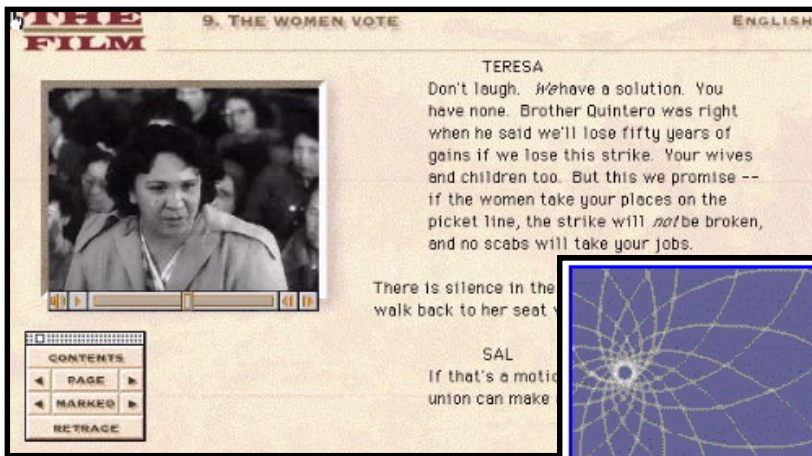 THE
FILM
9. THE WOMEN VOTE
ENGLISH
TERESA
Don't laugh. We have a solution. You
have none. Brother Quintero was right
when he said we'll lose fifty years of
gains if we lose this strike. Your wives
and children too. But this we promise --
if the women take your places on the
picket line, the strike will not be broken,
and no scabs will take your jobs.
There is silence in the
walk back to her seat
SAL
If that's a motio
union can make
CONTENTS
PAGE
MARKED
RETRACE